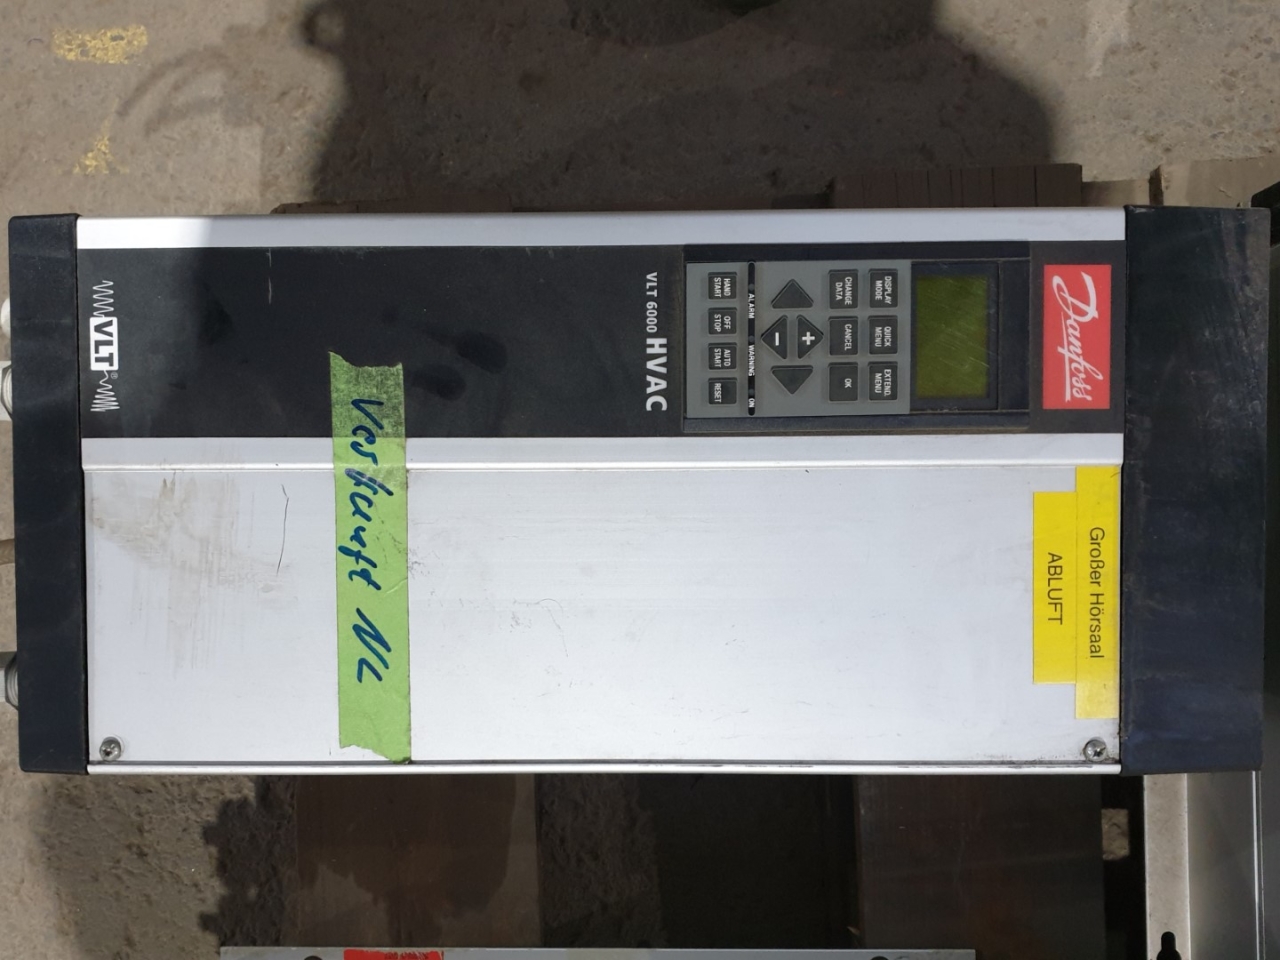 Danfoss
DISPLAY MODE
QUICK MENU
EXTEND. MENU
CHANGE DATA
CANCEL
OK
+
-
ALARM
WARNING
ON
HAND START
OFF STOP
AUTO START
RESET
VLT 6000 HVAC
VLT®
Großer Hörsaal
ABLUFT
Verkauft